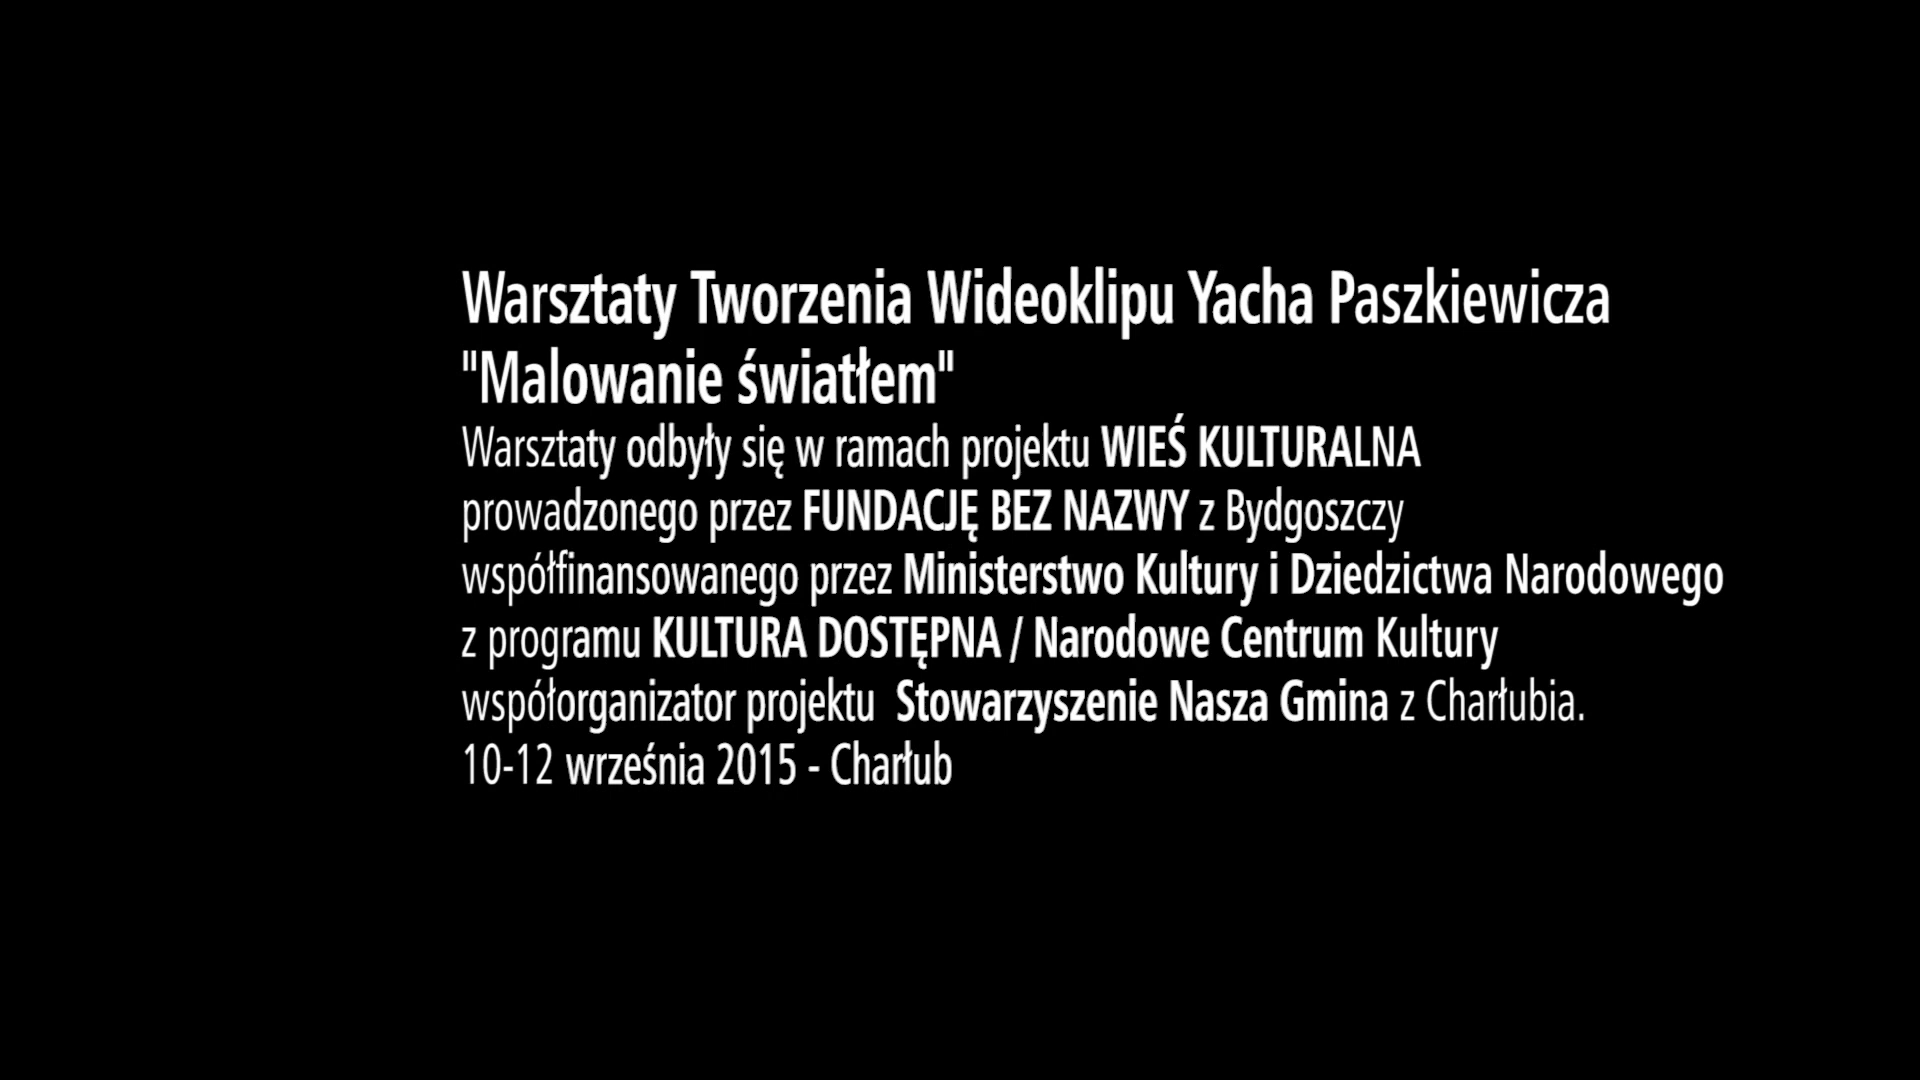 Warsztaty Tworzenia Wideoklipu Yacha Paszkiewicza
"Malowanie światłem"
Warsztaty odbyły się w ramach projektu WIEŚ KULTURALNA
prowadzonego przez FUNDACJĘ BEZ NAZWY z Bydgoszczy
współfinansowanego przez Ministerstwo Kultury i Dziedzictwa Narodowego
z programu KULTURA DOSTĘPNA / Narodowe Centrum Kultury
współorganizator projektu  Stowarzyszenie Nasza Gmina z Charłubia.
10-12 września 2015 - Charłub